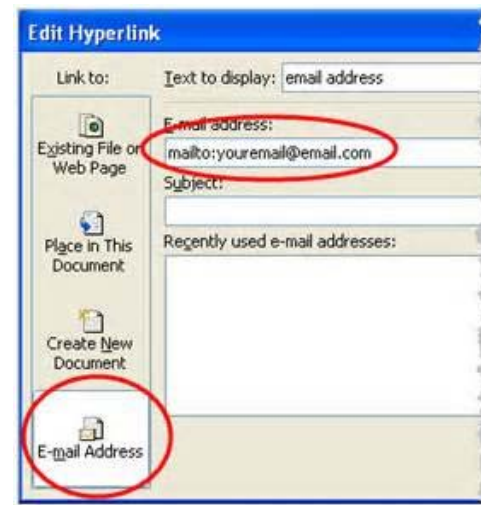 Edit Hyperlink
Link to:
Text to display: email address
Existing File or
Web Page
Place in This
Document
Create New
Document
E-mail Address
E-mail address:
mailto:youremail@email.com
Subject:
Recently used e-mail addresses: